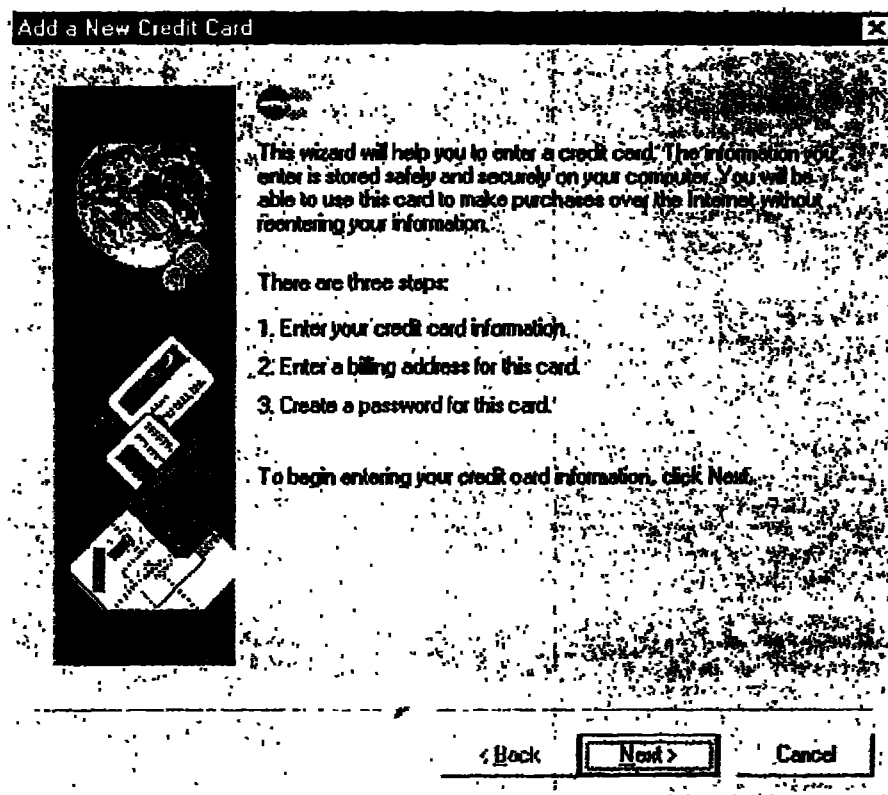 Add a New Credit Card
This wizard will help you to enter a credit card. The information you
enter is stored safely and securely on your computer. You will be
able to use this card to make purchases over the Internet without
reentering your information.
There are three steps:
1. Enter your credit card information.
2. Enter a billing address for this card.
3. Create a password for this card.
To begin entering your credit card information, click Next.
< Back
Next >
Cancel